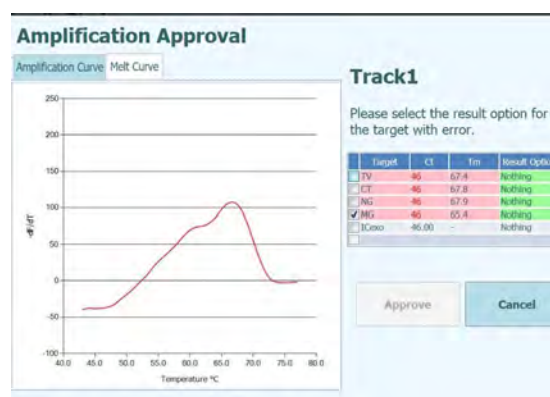 Amplification Approval
Amplification Curve Melt Curve
Track1
Please select the result option for
the target with error.
Target Ct Tm Result Optio
TV 46 67.4 Nothing
CT 46 67.8 Nothing
NG 46 67.9 Nothing
MG 46 65.4 Nothing
46.00 - Nothing
Approve Cancel
250
200
150
100
50
0
-50
-100
-dF/dT
40.0 45.0 50.0 55.0 60.0 65.0 70.0 75.0 80.0
Temperature °C